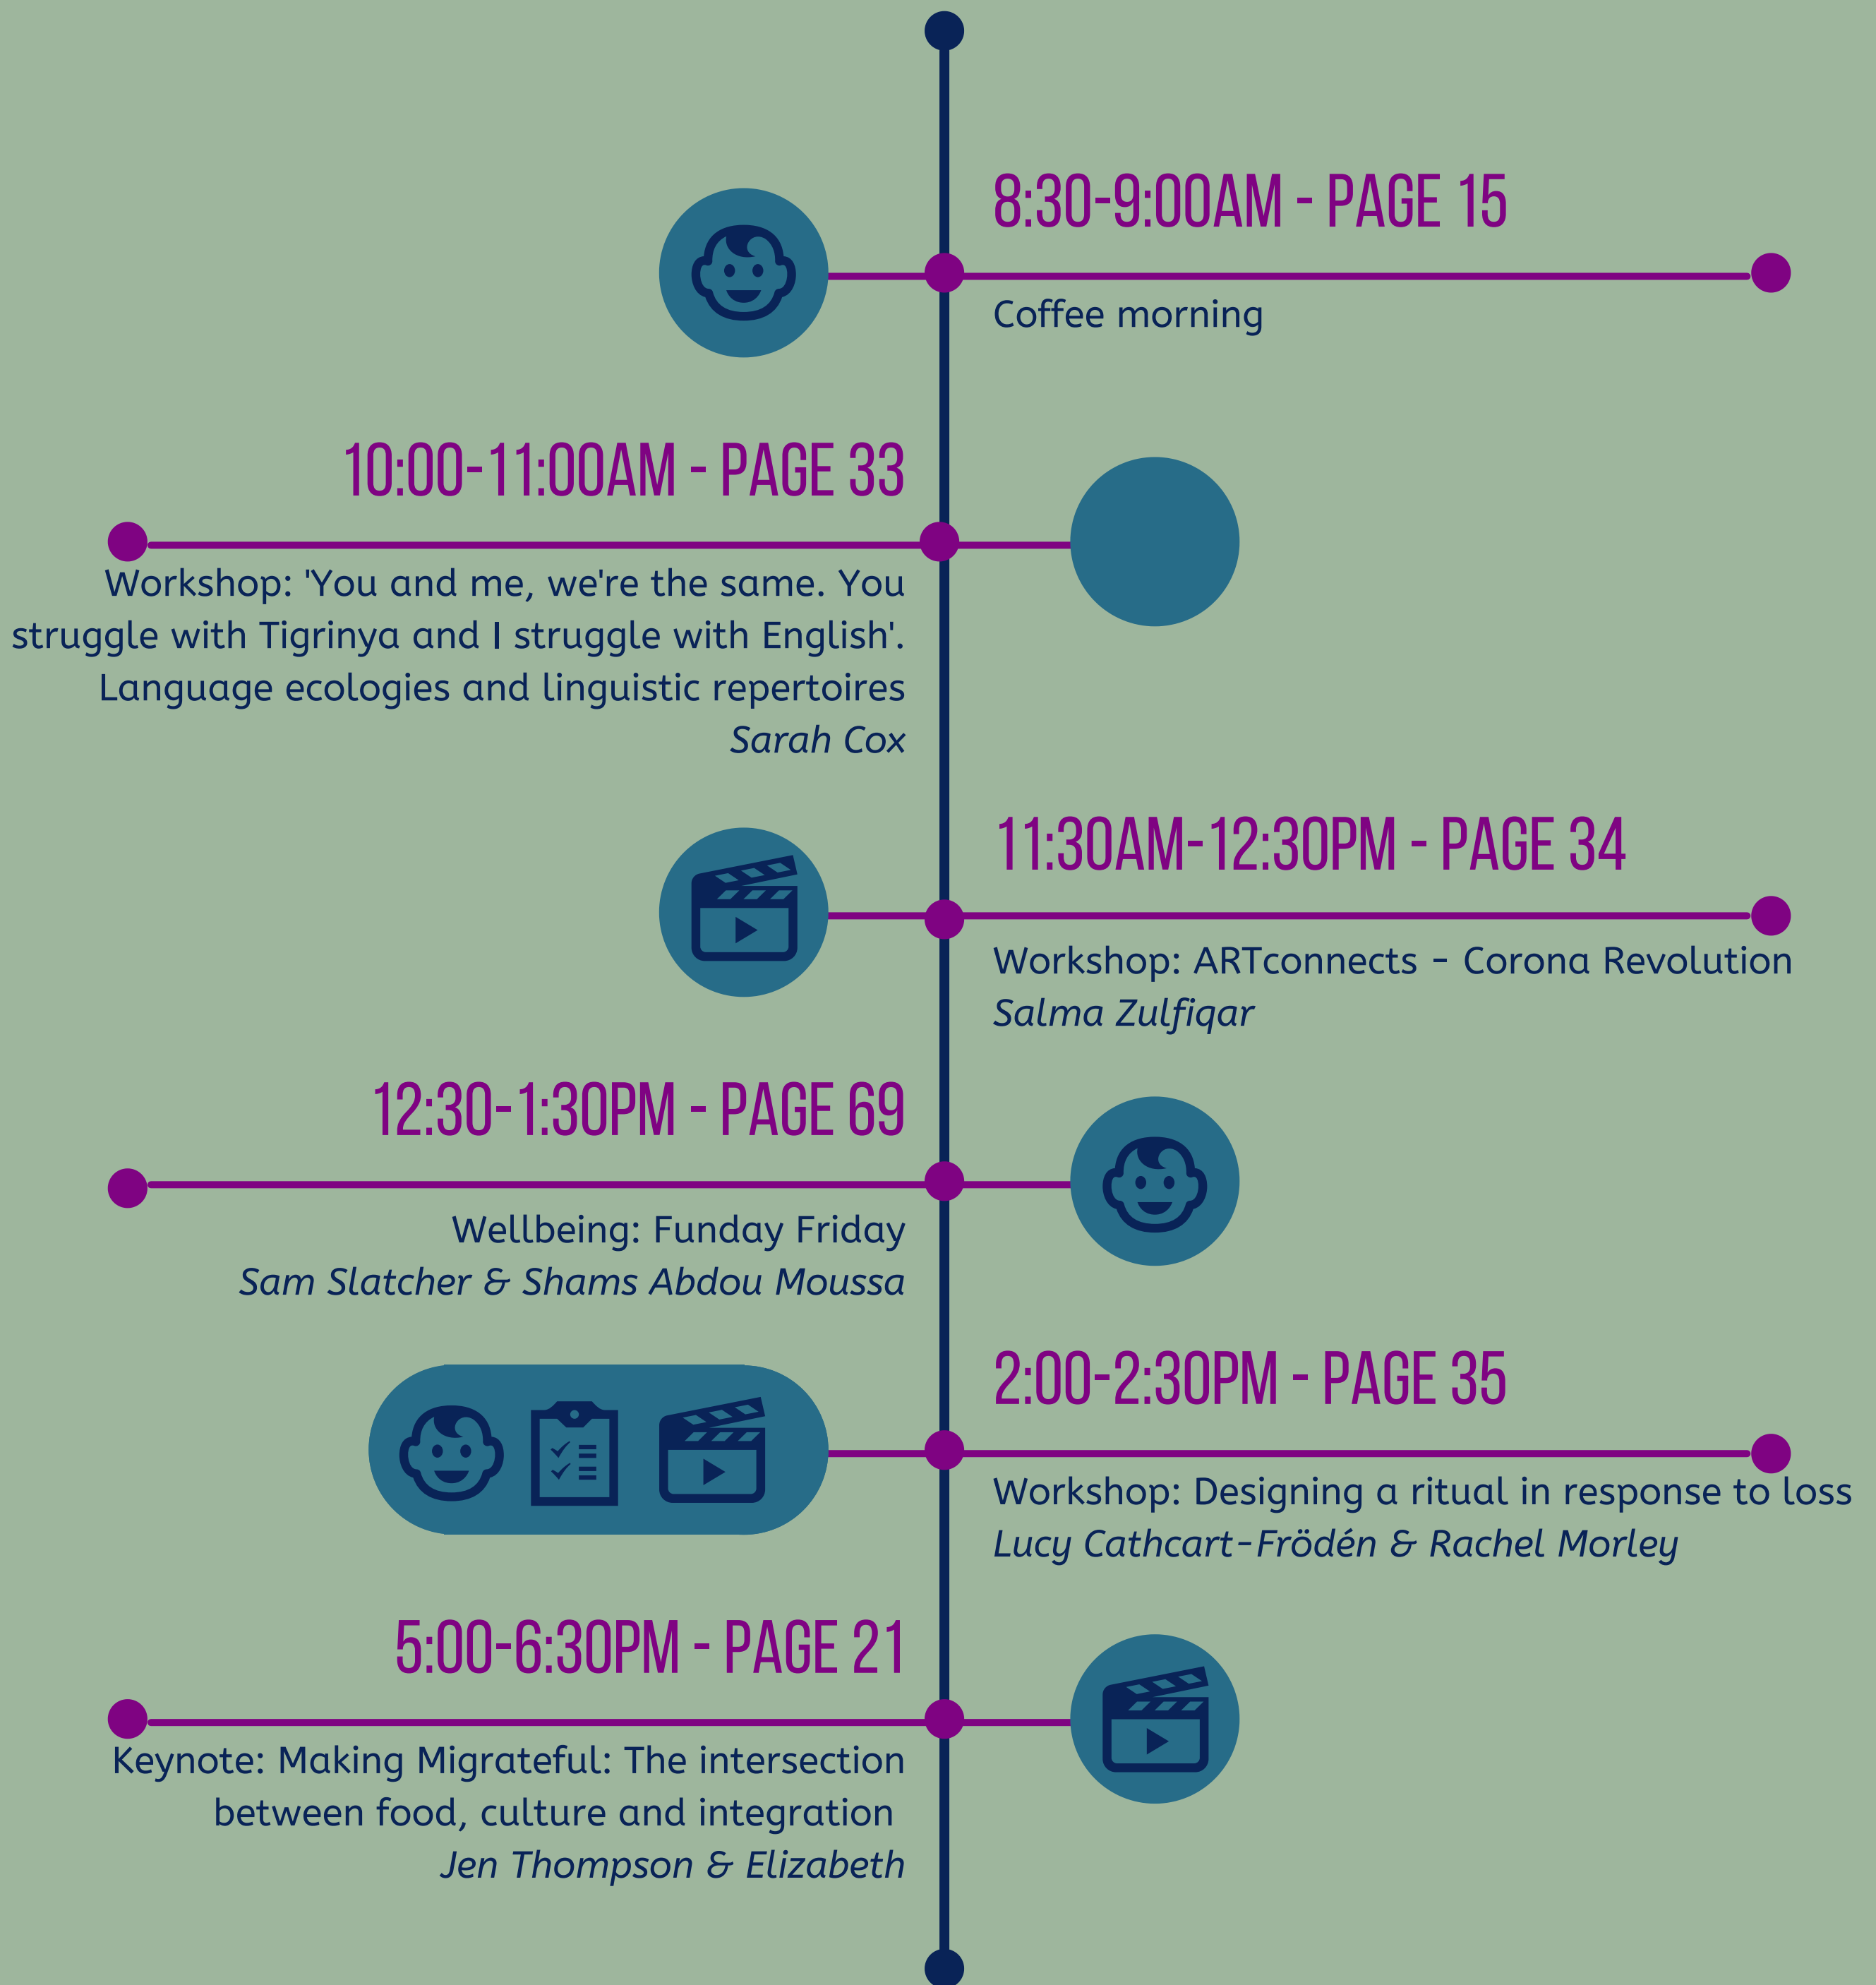 8:30-9:00AM - PAGE 15
Coffee morning
10:00-11:00AM - PAGE 33
Workshop: 'You and me, we're the same. You
struggle with Tigrinya and I struggle with English'.
Language ecologies and linguistic repertoires
Sarah Cox
11:30AM-12:30PM - PAGE 34
Workshop: ARTconnects - Corona Revolution
Salma Zulfiqar
12:30-1:30PM - PAGE 69
Wellbeing: Funday Friday
Sam Slatcher & Shams Abdou Moussa
2:00-2:30PM - PAGE 35
Workshop: Designing a ritual in response to loss
Lucy Cathcart-Frödén & Rachel Morley
5:00-6:30PM - PAGE 21
Keynote: Making Migrateful: The intersection
between food, culture and integration
Jen Thompson & Elizabeth